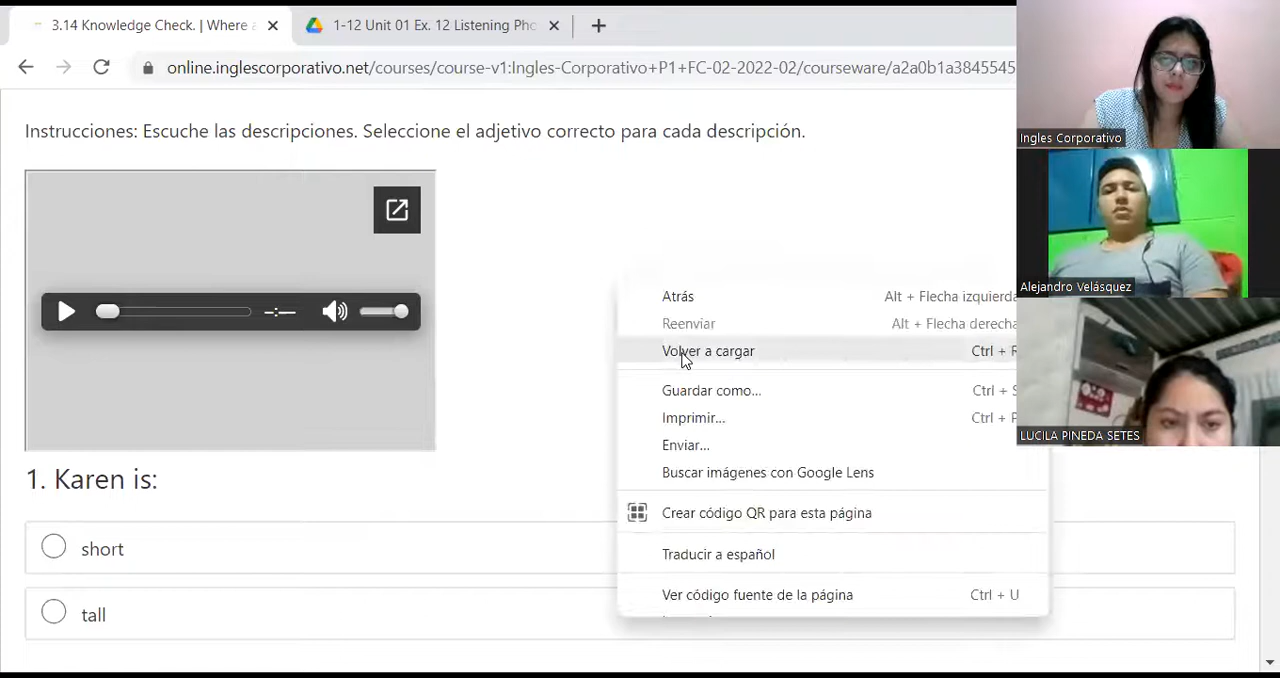 3.14 Knowledge Check. | Where a
1-12 Unit 01 Ex. 12 Listening Pho
online.inglescorporativo.net/courses/course-v1:Ingles-Corporativo+P1+FC-02-2022-02/courseware/a2a0b1a3845545
Instrucciones: Escuche las descripciones. Seleccione el adjetivo correcto para cada descripción.
-:--
1. Karen is:
short
tall
Atrás Alt + Flecha izquierda
Reenviar Alt + Flecha derecha
Volver a cargar Ctrl + R
Guardar como... Ctrl + S
Imprimir... Ctrl + P
Enviar...
Buscar imágenes con Google Lens
Crear código QR para esta página
Traducir a español
Ver código fuente de la página Ctrl + U
Ingles Corporativo
Alejandro Velásquez
LUCILA PINEDA SETES